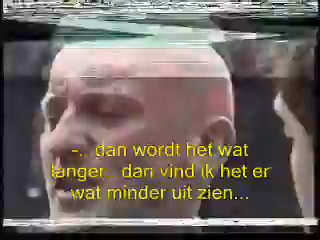 -.. dan wordt het wat
langer.. dan vind ik het er
wat minder uit zien...